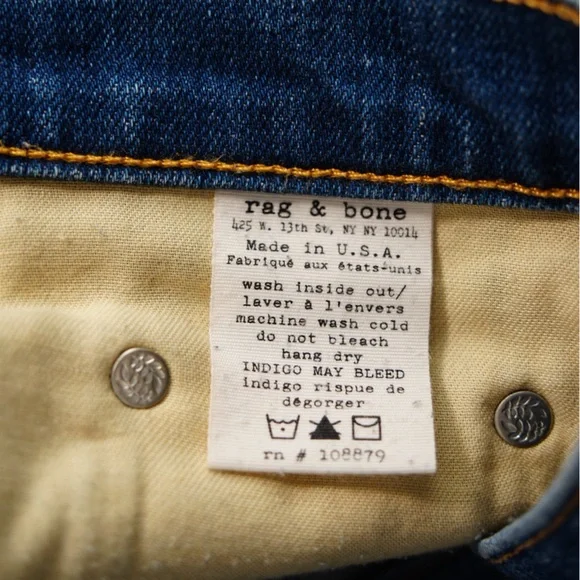 rag & bone
425 W. 13th St, NY NY 10014
Made in U.S.A.
Fabriqué aux états-unis
wash inside out/
laver à l'envers
machine wash cold
do not bleach
hang dry
INDIGO MAY BLEED
indigo rispue de
dégorger
rn # 108879